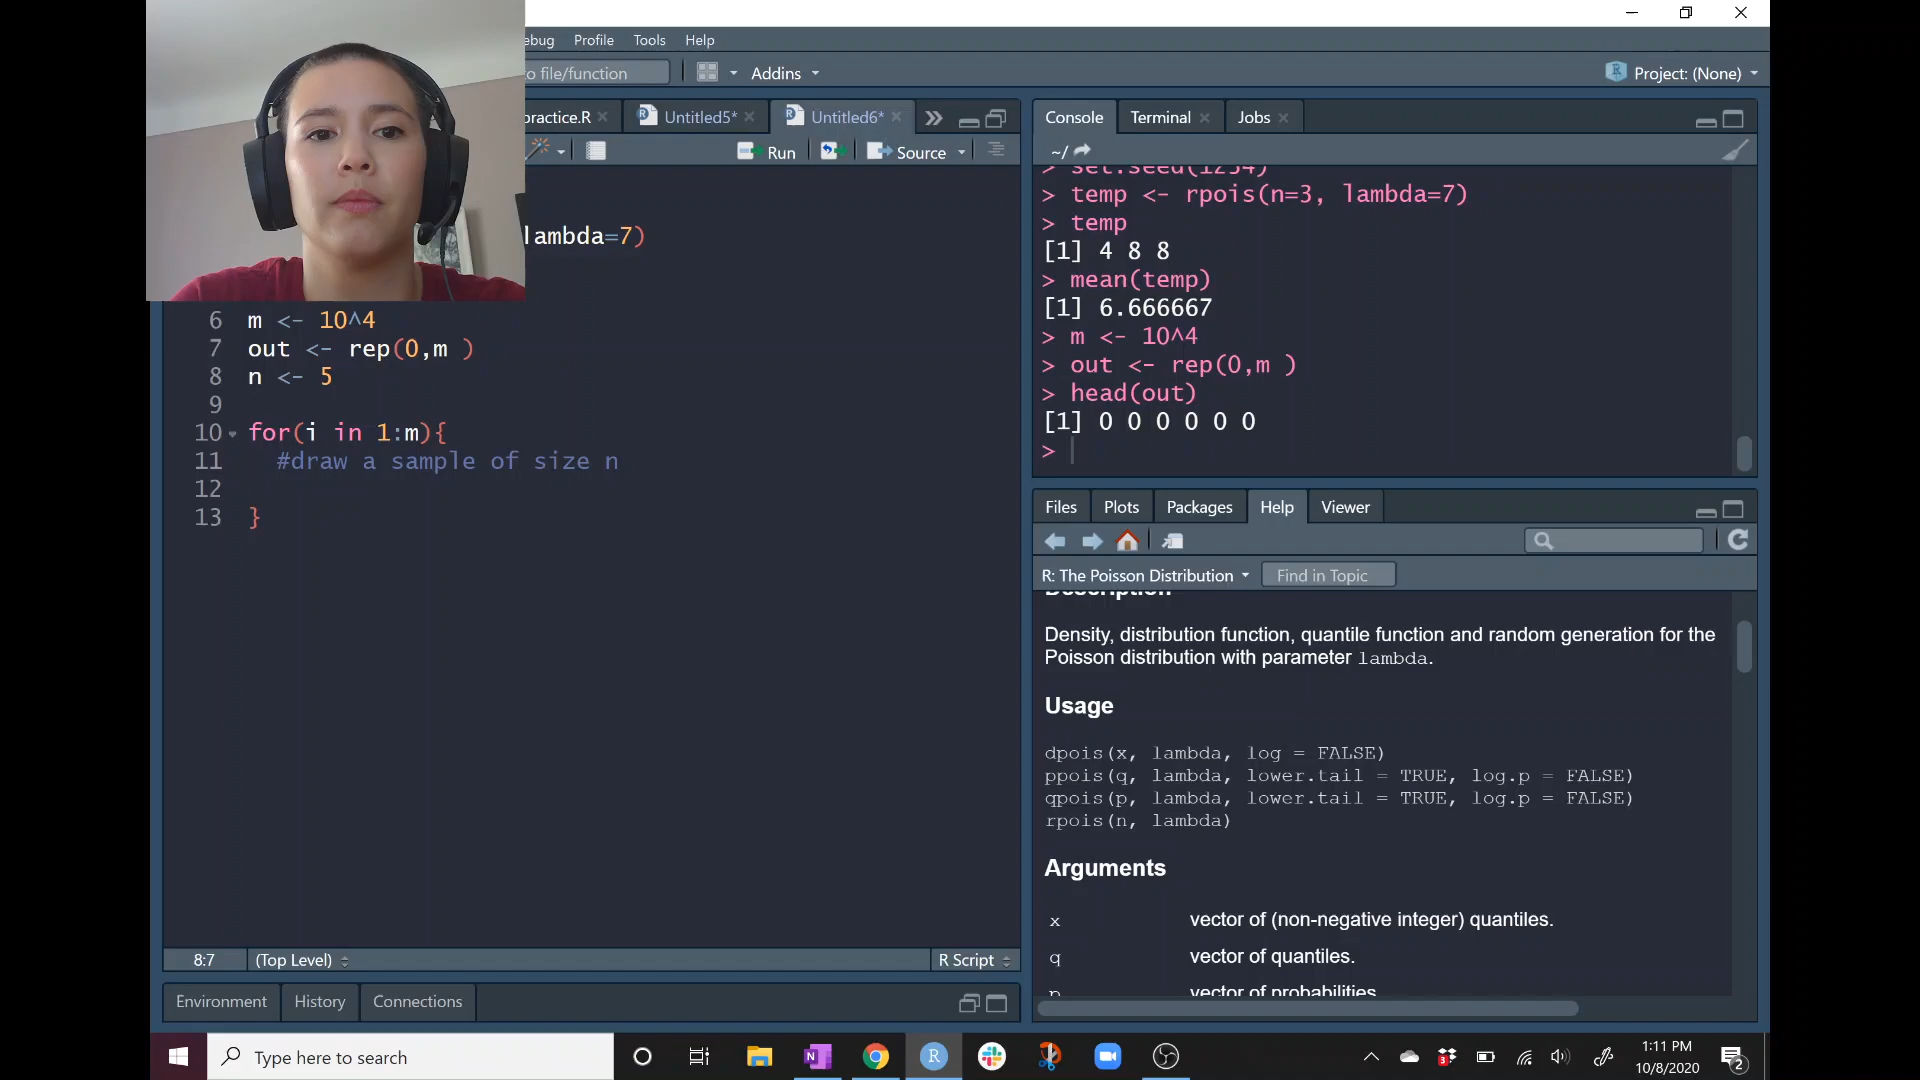 ebug Profile Tools Help
o file/function Addins Project: (None)
practice.R Untitled5* Untitled6*
Run Source
lambda=7)
6 m <- 10^4
7 out <- rep(0,m )
8 n <- 5
9
10 for(i in 1:m){
11 #draw a sample of size n
12
13 }
8:7 (Top Level) R Script
Environment History Connections
Console Terminal Jobs
~/
> set.seed(1234)
> temp <- rpois(n=3, lambda=7)
> temp
[1] 4 8 8
> mean(temp)
[1] 6.666667
> m <- 10^4
> out <- rep(0,m )
> head(out)
[1] 0 0 0 0 0 0
>
Files Plots Packages Help Viewer
R: The Poisson Distribution Find in Topic
Description
Density, distribution function, quantile function and random generation for the
Poisson distribution with parameter lambda.
Usage
dpois(x, lambda, log = FALSE)
ppois(q, lambda, lower.tail = TRUE, log.p = FALSE)
qpois(p, lambda, lower.tail = TRUE, log.p = FALSE)
rpois(n, lambda)
Arguments
x vector of (non-negative integer) quantiles.
q vector of quantiles.
p vector of probabilities.
Type here to search
1:11 PM
10/8/2020
2